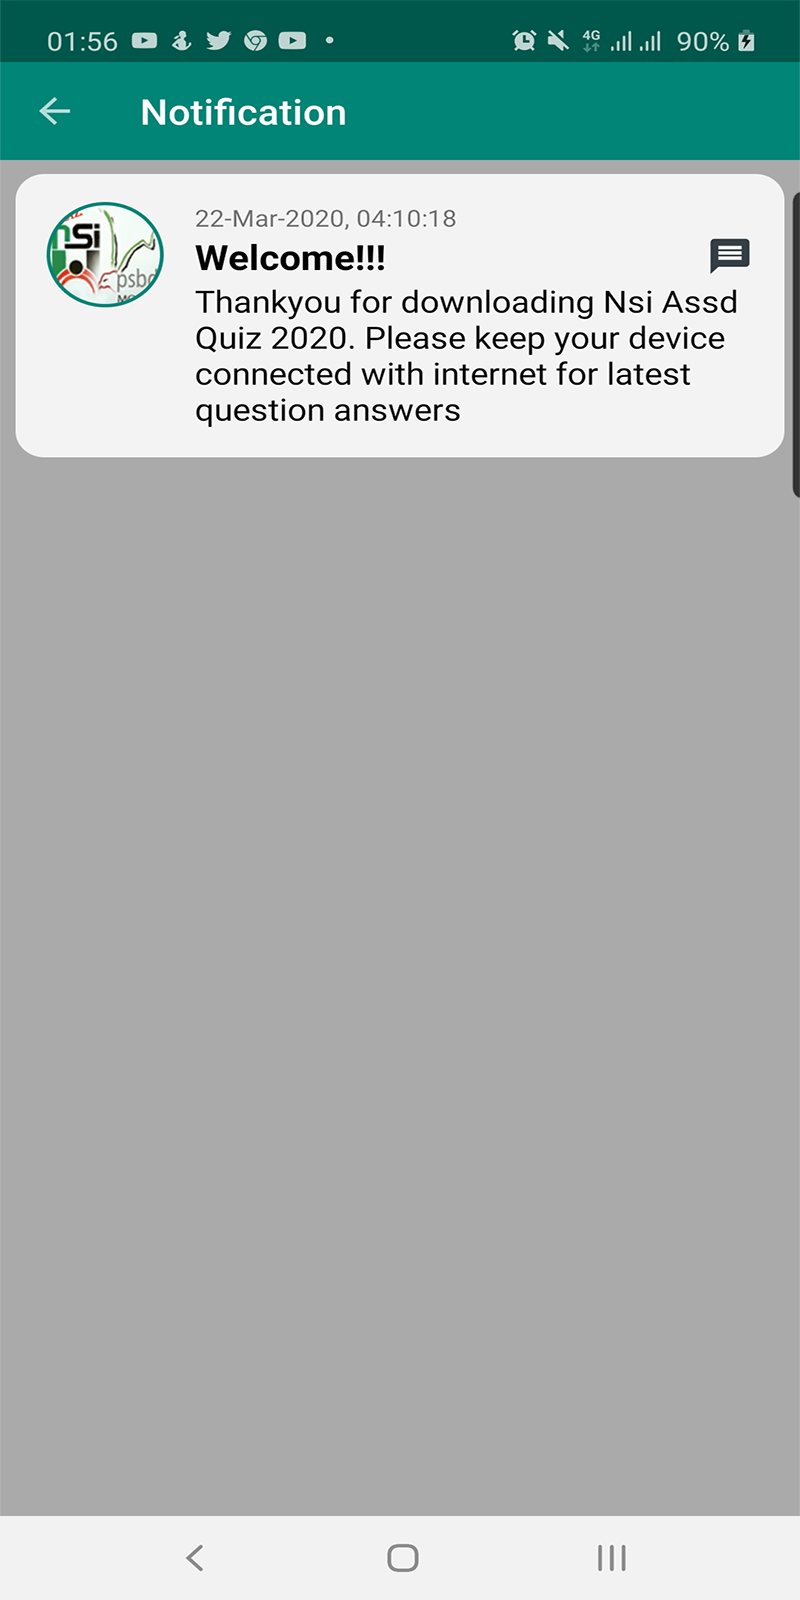 01:56 4G 90%
Notification
22-Mar-2020, 04:10:18
Welcome!!!
Thankyou for downloading Nsi Assd
Quiz 2020. Please keep your device
connected with internet for latest
question answers
nSi
psbd